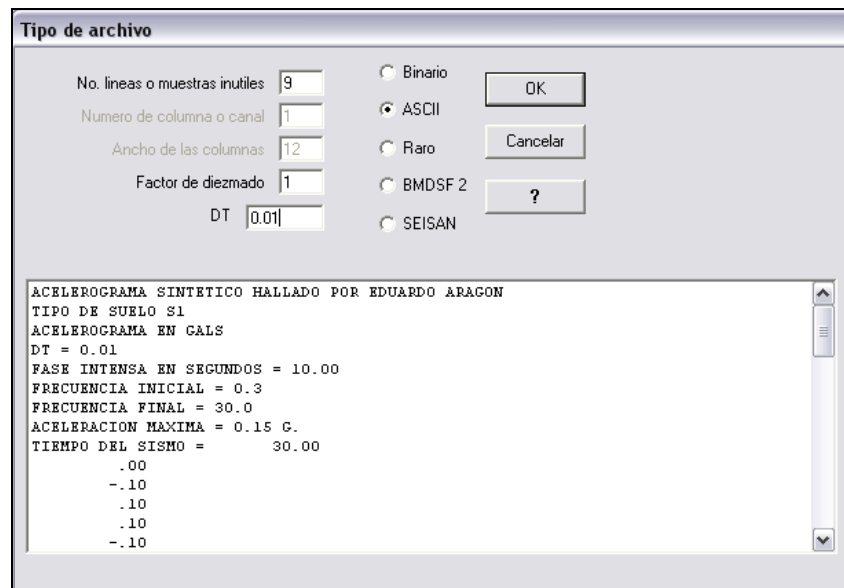 Tipo de archivo
No. lineas o muestras inutiles 9
Numero de columna o canal 1
Ancho de las columnas 12
Factor de diezmado 1
DT 0.01
Binario
ASCII
Raro
BMDSF 2
SEISAN
OK
Cancelar
?
ACELEROGRAMA SINTETICO HALLADO POR EDUARDO ARAGON
TIPO DE SUELO S1
ACELEROGRAMA EN GALS
DT = 0.01
FASE INTENSA EN SEGUNDOS = 10.00
FRECUENCIA INICIAL = 0.3
FRECUENCIA FINAL = 30.0
ACELERACION MAXIMA = 0.15 G.
TIEMPO DEL SISMO = 30.00
.00
-.10
.10
.10
-.10